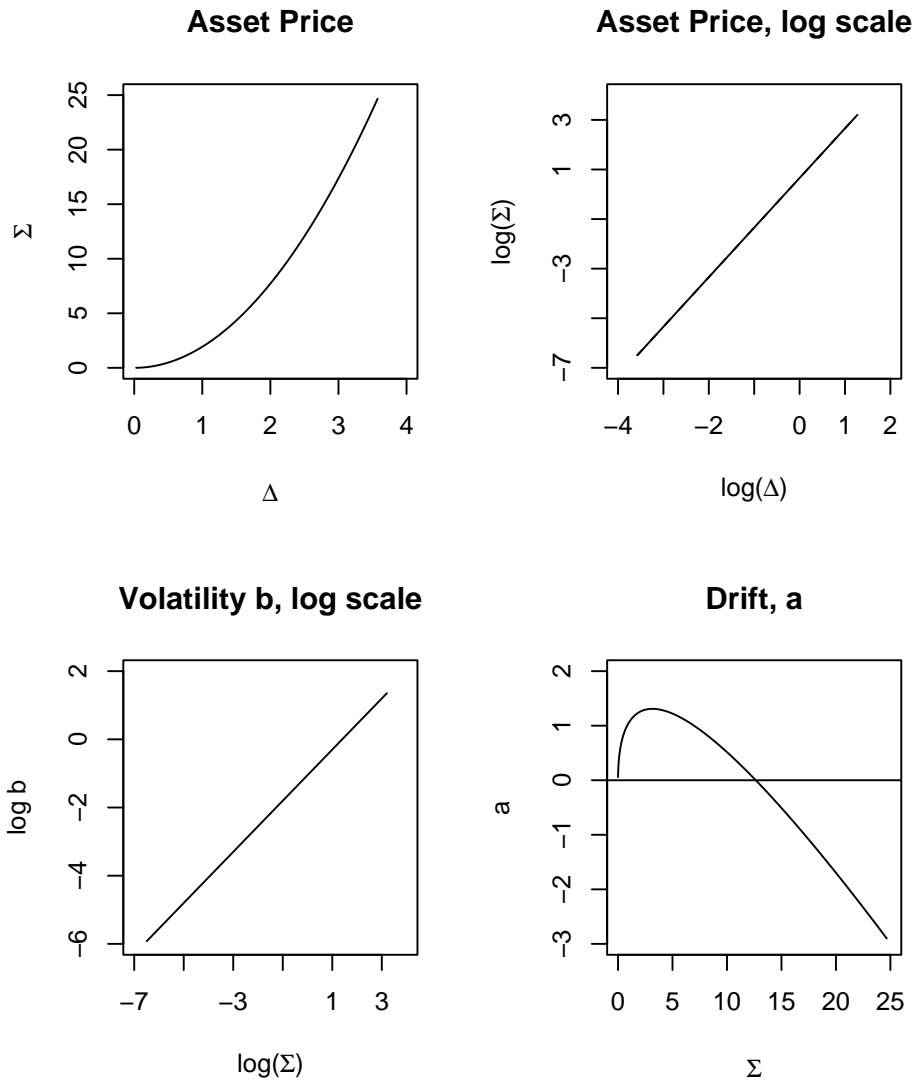 Asset Price
Σ
25
20
15
10
5
0
0 1 2 3 4
Δ
Asset Price, log scale
log(Σ)
3
1
−3
−7
−4 −2 0 1 2
log(Δ)
Volatility b, log scale
log b
2
0
−2
−4
−6
−7 −3 1 3
log(Σ)
Drift, a
a
2
1
0
−1
−2
−3
0 5 10 15 20 25
Σ